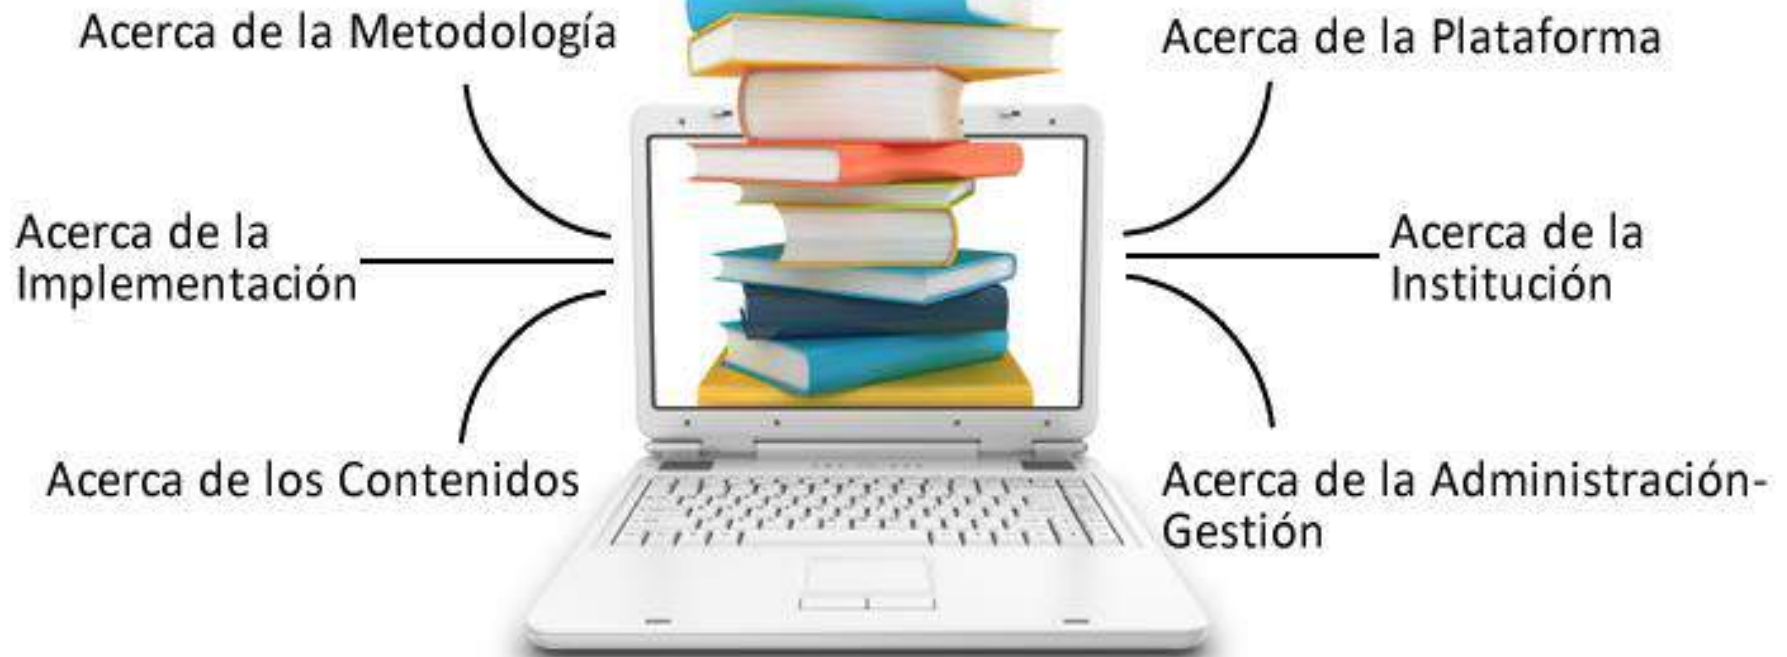 Acerca de la Metodología
Acerca de la Plataforma
Acerca de la
Implementación
Acerca de la
Institución
Acerca de los Contenidos
Acerca de la Administración-
Gestión